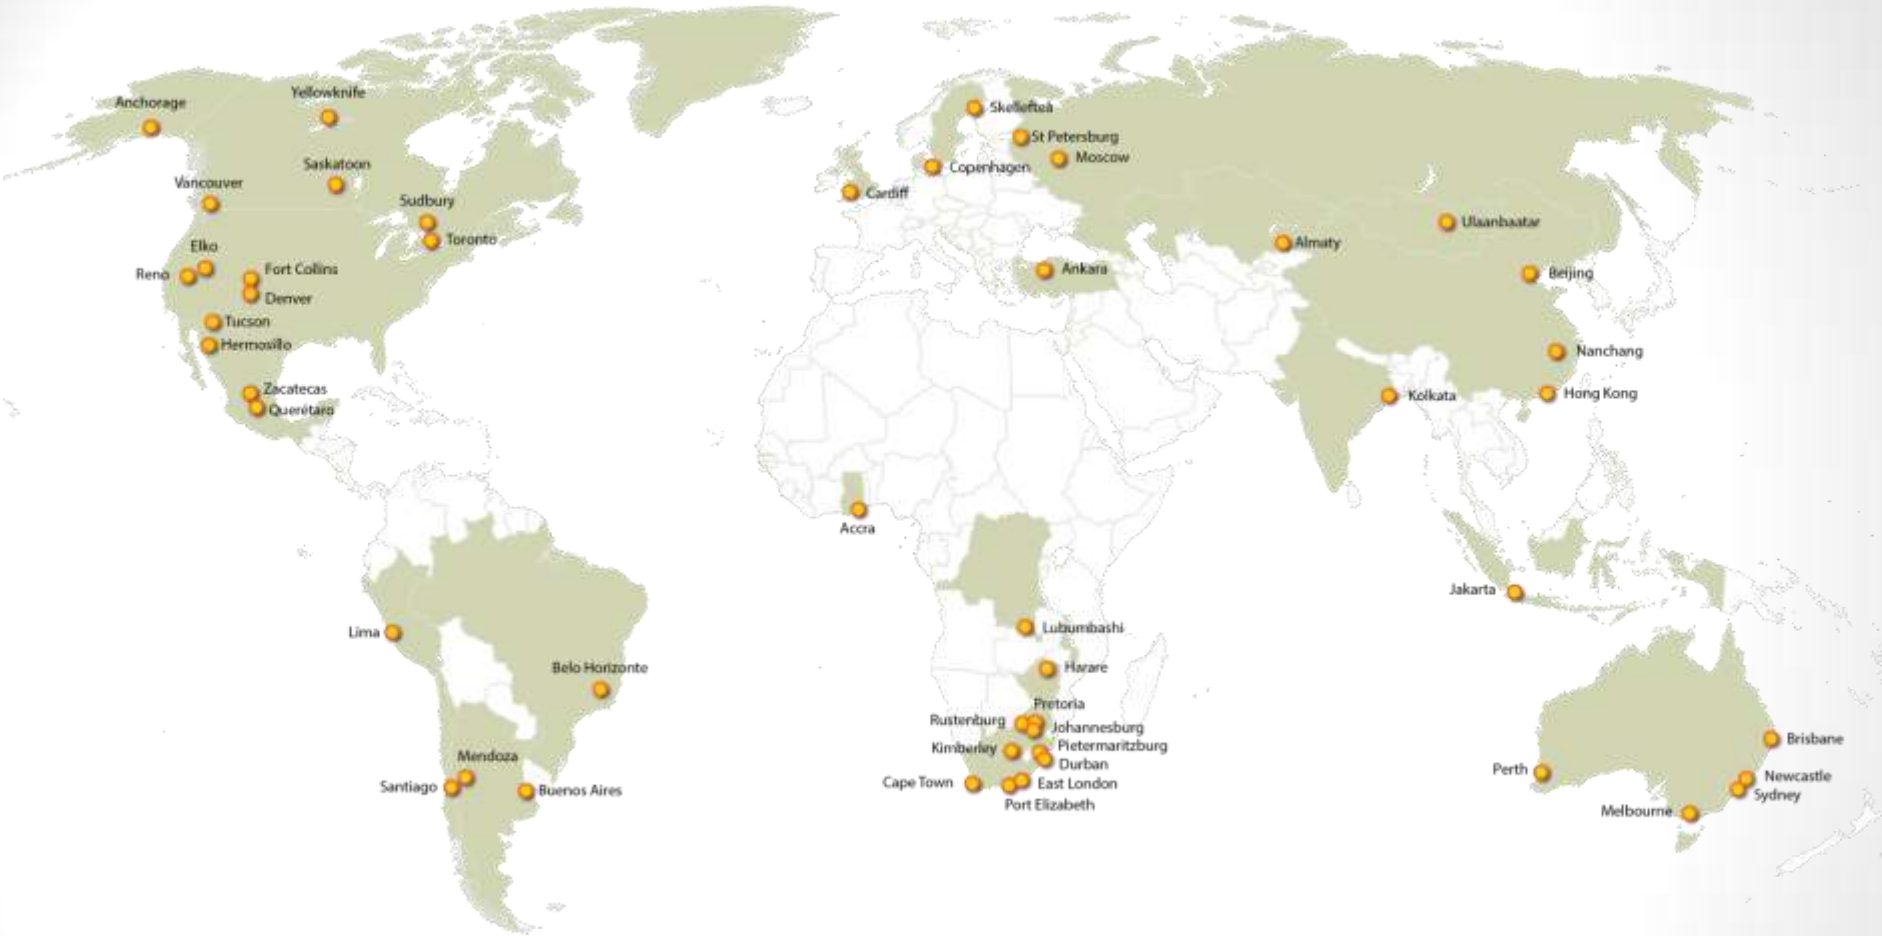 Anchorage
Yellowknife
Saskatoon
Vancouver
Sudbury
Toronto
Elko
Reno
Fort Collins
Denver
Tucson
Hermosillo
Zacatecas
Querétaro
Lima
Belo Horizonte
Mendoza
Santiago
Buenos Aires
Skellefteå
St Petersburg
Moscow
Copenhagen
Cardiff
Ankara
Almaty
Ulaanbaatar
Beijing
Nanchang
Hong Kong
Kolkata
Accra
Jakarta
Lubumbashi
Harare
Pretoria
Rustenburg
Johannesburg
Kimberley
Pietermaritzburg
Durban
Cape Town
East London
Port Elizabeth
Brisbane
Perth
Newcastle
Sydney
Melbourne